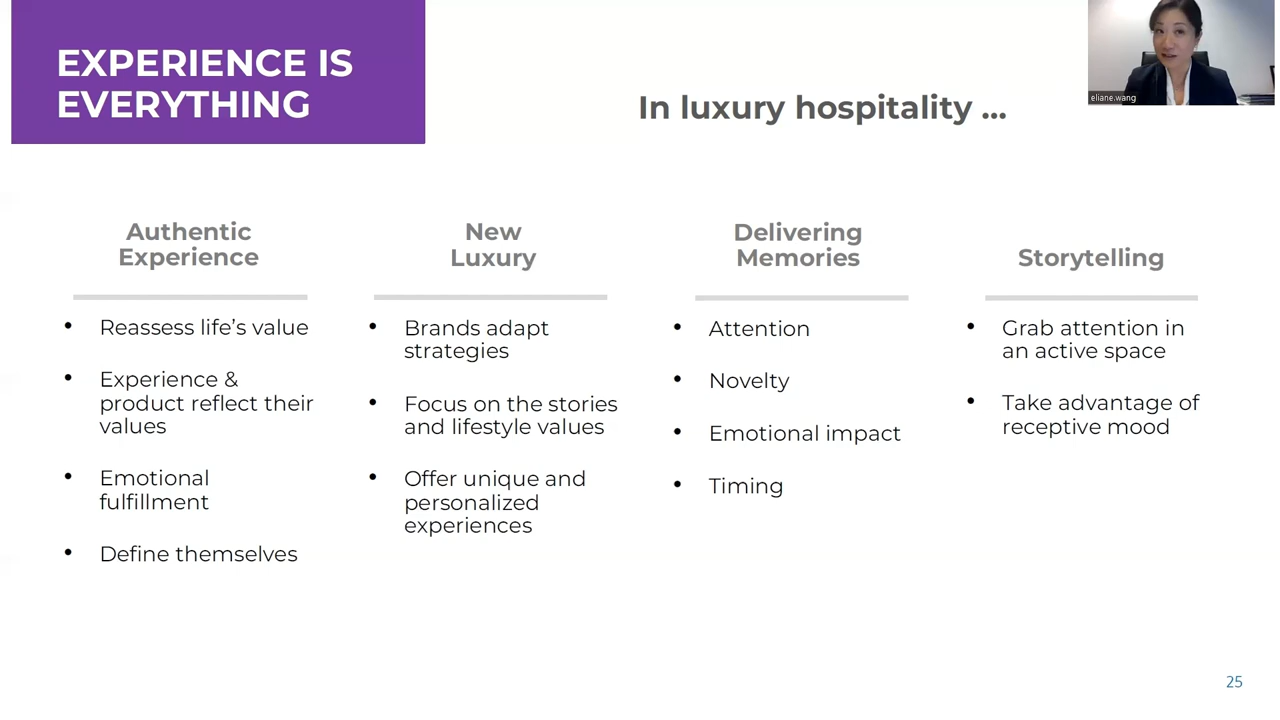 EXPERIENCE IS
EVERYTHING
In luxury hospitality ...
eliane.wang
Authentic
Experience
• Reassess life’s value
• Experience &
product reflect their
values
• Emotional
fulfillment
• Define themselves
New
Luxury
• Brands adapt
strategies
• Focus on the stories
and lifestyle values
• Offer unique and
personalized
experiences
Delivering
Memories
• Attention
• Novelty
• Emotional impact
• Timing
Storytelling
• Grab attention in
an active space
• Take advantage of
receptive mood
25